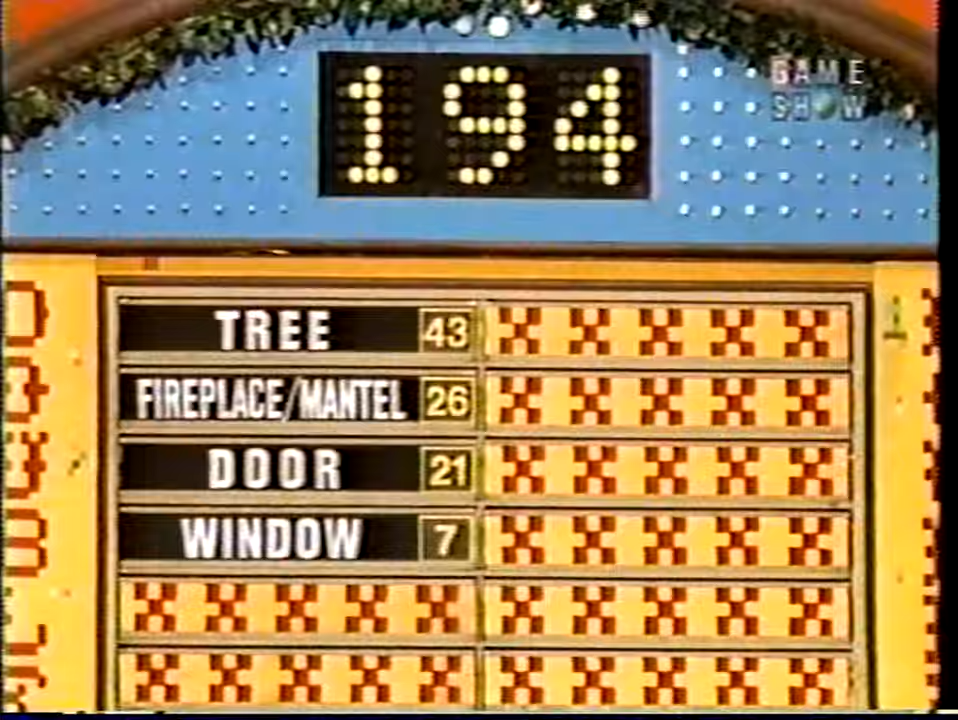 194
GAME
SHOW
TREE 43
FIREPLACE/MANTEL 26
DOOR 21
WINDOW 7